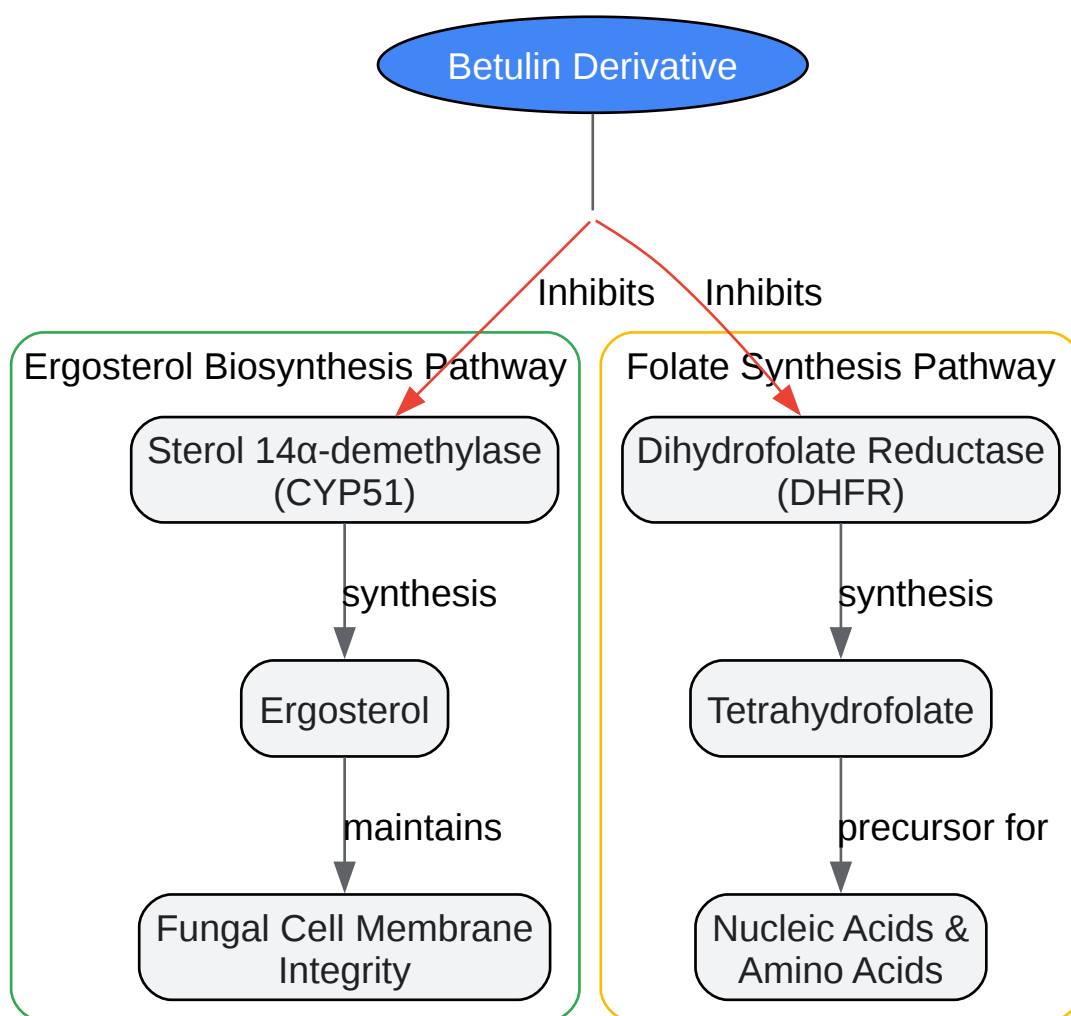 Betulin Derivative
Inhibits
Inhibits
Ergosterol Biosynthesis Pathway
Sterol 14α-demethylase
(CYP51)
synthesis
Ergosterol
maintains
Fungal Cell Membrane
Integrity
Folate Synthesis Pathway
Dihydrofolate Reductase
(DHFR)
synthesis
Tetrahydrofolate
precursor for
Nucleic Acids &
Amino Acids